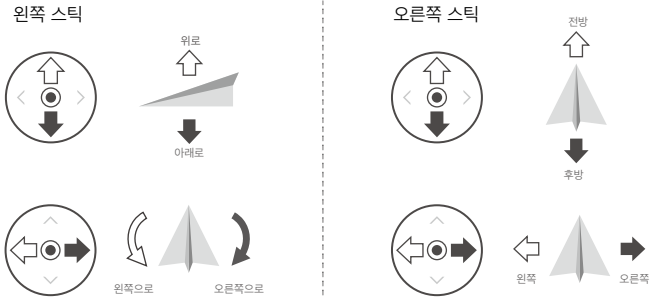 왼쪽 스틱
위로
아래로
왼쪽으로
오른쪽으로
오른쪽 스틱
전방
후방
왼쪽
오른쪽